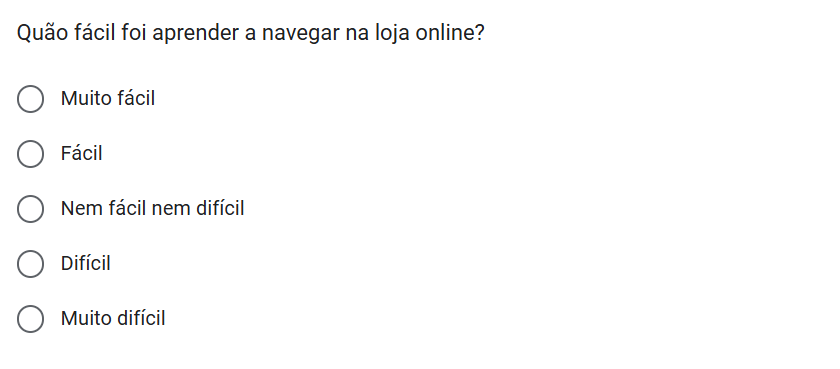 Quão fácil foi aprender a navegar na loja online?
Muito fácil
Fácil
Nem fácil nem difícil
Difícil
Muito difícil